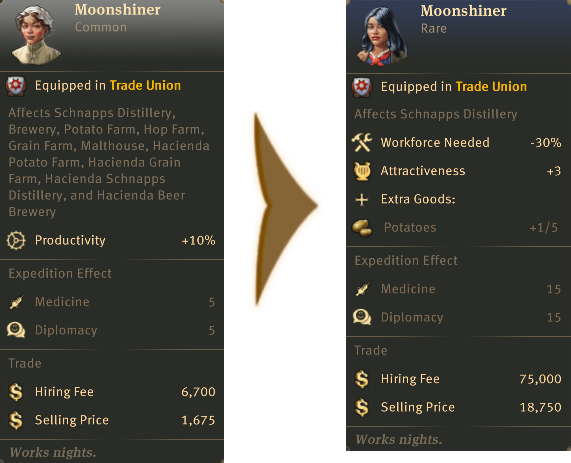 Moonshiner
Common
Equipped in Trade Union
Affects Schnapps Distillery,
Brewery, Potato Farm, Hop Farm,
Grain Farm, Malthouse, Hacienda
Potato Farm, Hacienda Grain
Farm, Hacienda Schnapps
Distillery, and Hacienda Beer
Brewery
Productivity +10%
Expedition Effect
Medicine 5
Diplomacy 5
Trade
Hiring Fee 6,700
Selling Price 1,675
Works nights.
Moonshiner
Rare
Equipped in Trade Union
Affects Schnapps Distillery
Workforce Needed -30%
Attractiveness +3
Extra Goods:
Potatoes +1/5
Expedition Effect
Medicine 15
Diplomacy 15
Trade
Hiring Fee 75,000
Selling Price 18,750
Works nights.